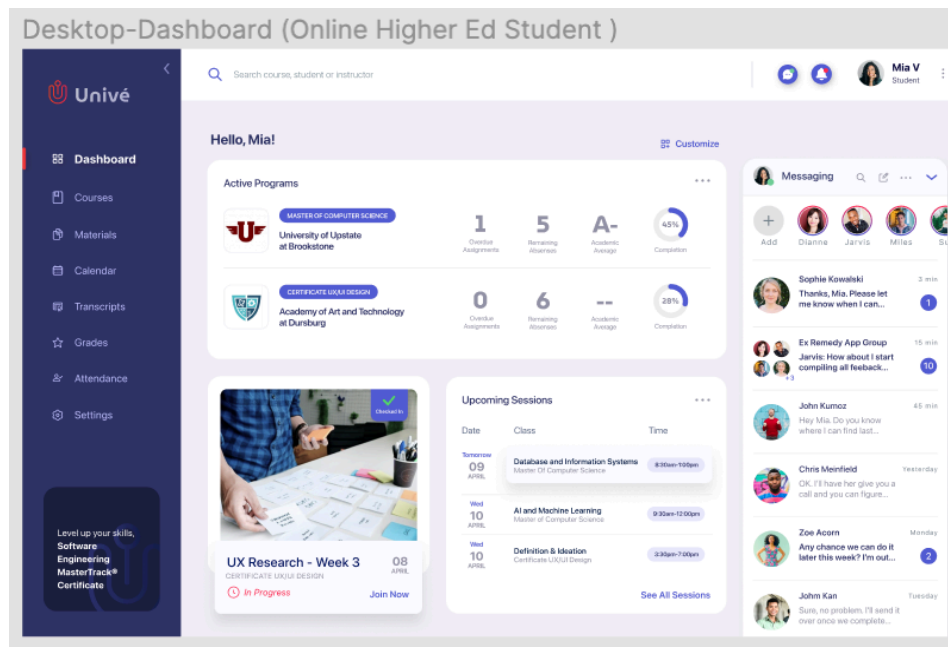 Desktop-Dashboard (Online Higher Ed Student )
Univé
Search course, student or instructor
Mia V
Student
Dashboard
Courses
Materials
Calendar
Transcripts
Grades
Attendance
Settings
Level up your skills,
Software
Engineering
MasterTrack®
Certificate
Hello, Mia!
Customize
Active Programs
MASTER OF COMPUTER SCIENCE
University of Upstate
at Brookstone
1
Overdue
Assignments
5
Remaining
Absenses
A-
Academic
Average
45%
Completion
CERTIFICATE UX/UI DESIGN
Academy of Art and Technology
at Dursburg
0
Overdue
Assignments
6
Remaining
Absenses
--
Academic
Average
28%
Completion
Checked In
UX Research - Week 3
CERTIFICATE UX/UI DESIGN
08
APRIL
In Progress
Join Now
Upcoming Sessions
Date Class Time
Tomorrow
09
APRIL
Database and Information Systems
Master Of Computer Science
8:30am-1:00pm
Wed
10
APRIL
AI and Machine Learning
Master of Computer Science
9:30am-12:00pm
Wed
10
APRIL
Definition & Ideation
Certificate UX/UI Design
3:30pm-7:00pm
See All Sessions
Messaging
Add
Dianne
Jarvis
Miles
Su
Sophie Kowalski 3 min
Thanks, Mia. Please let
me know when I can...
1
Ex Remedy App Group 15 min
Jarvis: How about I start
compiling all feeback...
10
+3
John Kumoz 45 min
Hey Mia. Do you know
where I can find last...
Chris Meinfield Yesterday
OK. I'll have her give you a
call and you can figure...
Zoe Acorn Monday
Any chance we can do it
later this week? I'm out...
2
Johm Kan Tuesday
Sure, no problem. I'll send it
over once we complete...